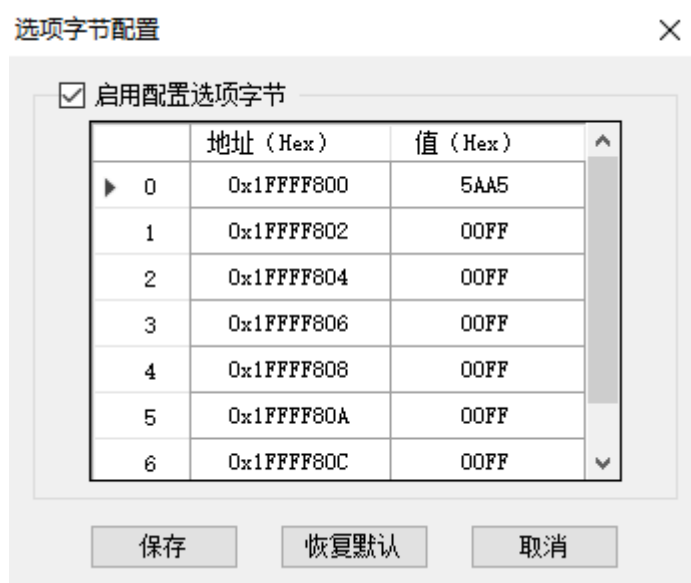 选项字节配置
启用配置选项字节
地址（Hex） 值（Hex）
0 0x1FFFF800 5AA5
1 0x1FFFF802 00FF
2 0x1FFFF804 00FF
3 0x1FFFF806 00FF
4 0x1FFFF808 00FF
5 0x1FFFF80A 00FF
6 0x1FFFF80C 00FF
保存 恢复默认 取消